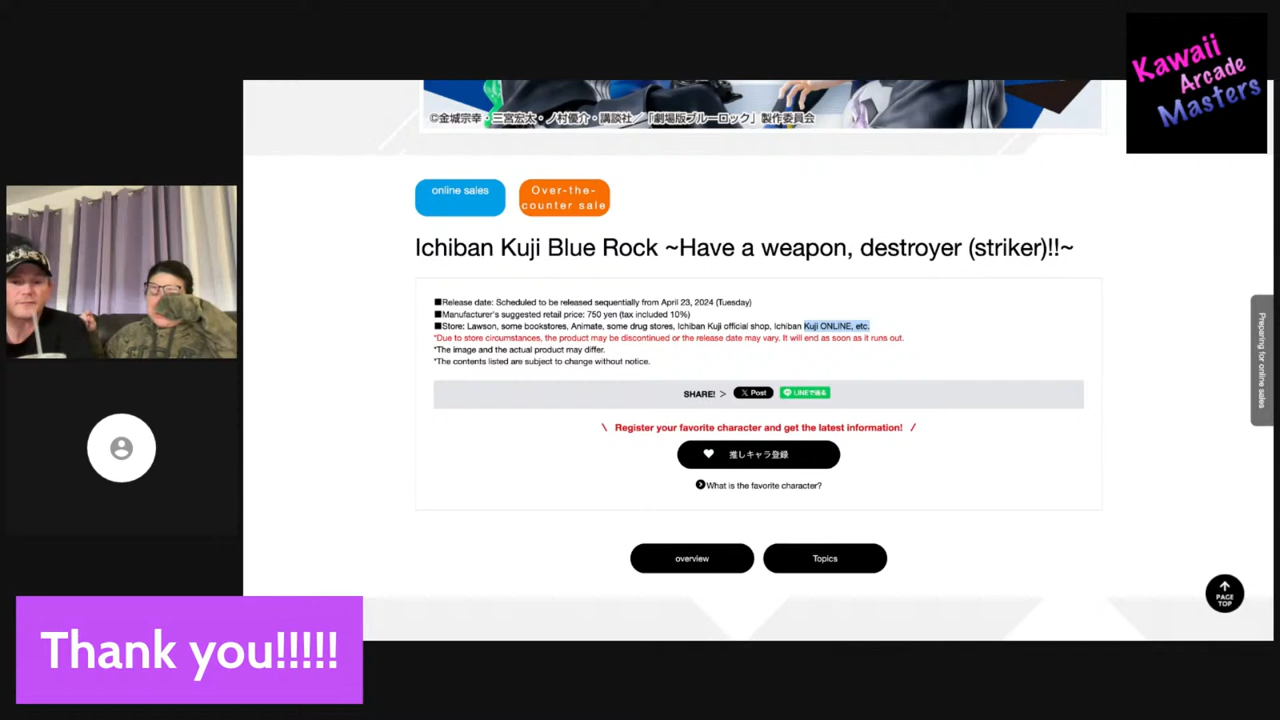 Kawaii
Arcade
Masters
©金城宗幸・三宮宏太・ノ村優介・講談社／「劇場版ブルーロック」製作委員会
online sales
Over-the-
counter sale
Ichiban Kuji Blue Rock ~Have a weapon, destroyer (striker)!!~
■Release date: Scheduled to be released sequentially from April 23, 2024 (Tuesday)
■Manufacturer's suggested retail price: 750 yen (tax included 10%)
■Store: Lawson, some bookstores, Animate, some drug stores, Ichiban Kuji official shop, Ichiban Kuji ONLINE, etc.
*Due to store circumstances, the product may be discontinued or the release date may vary. It will end as soon as it runs out.
*The image and the actual product may differ.
*The contents listed are subject to change without notice.
Preparing for online sales
SHARE! > X Post LINEで送る
\ Register your favorite character and get the latest information! /
推しキャラ登録
What is the favorite character?
overview
Topics
PAGE
TOP
Thank you!!!!!